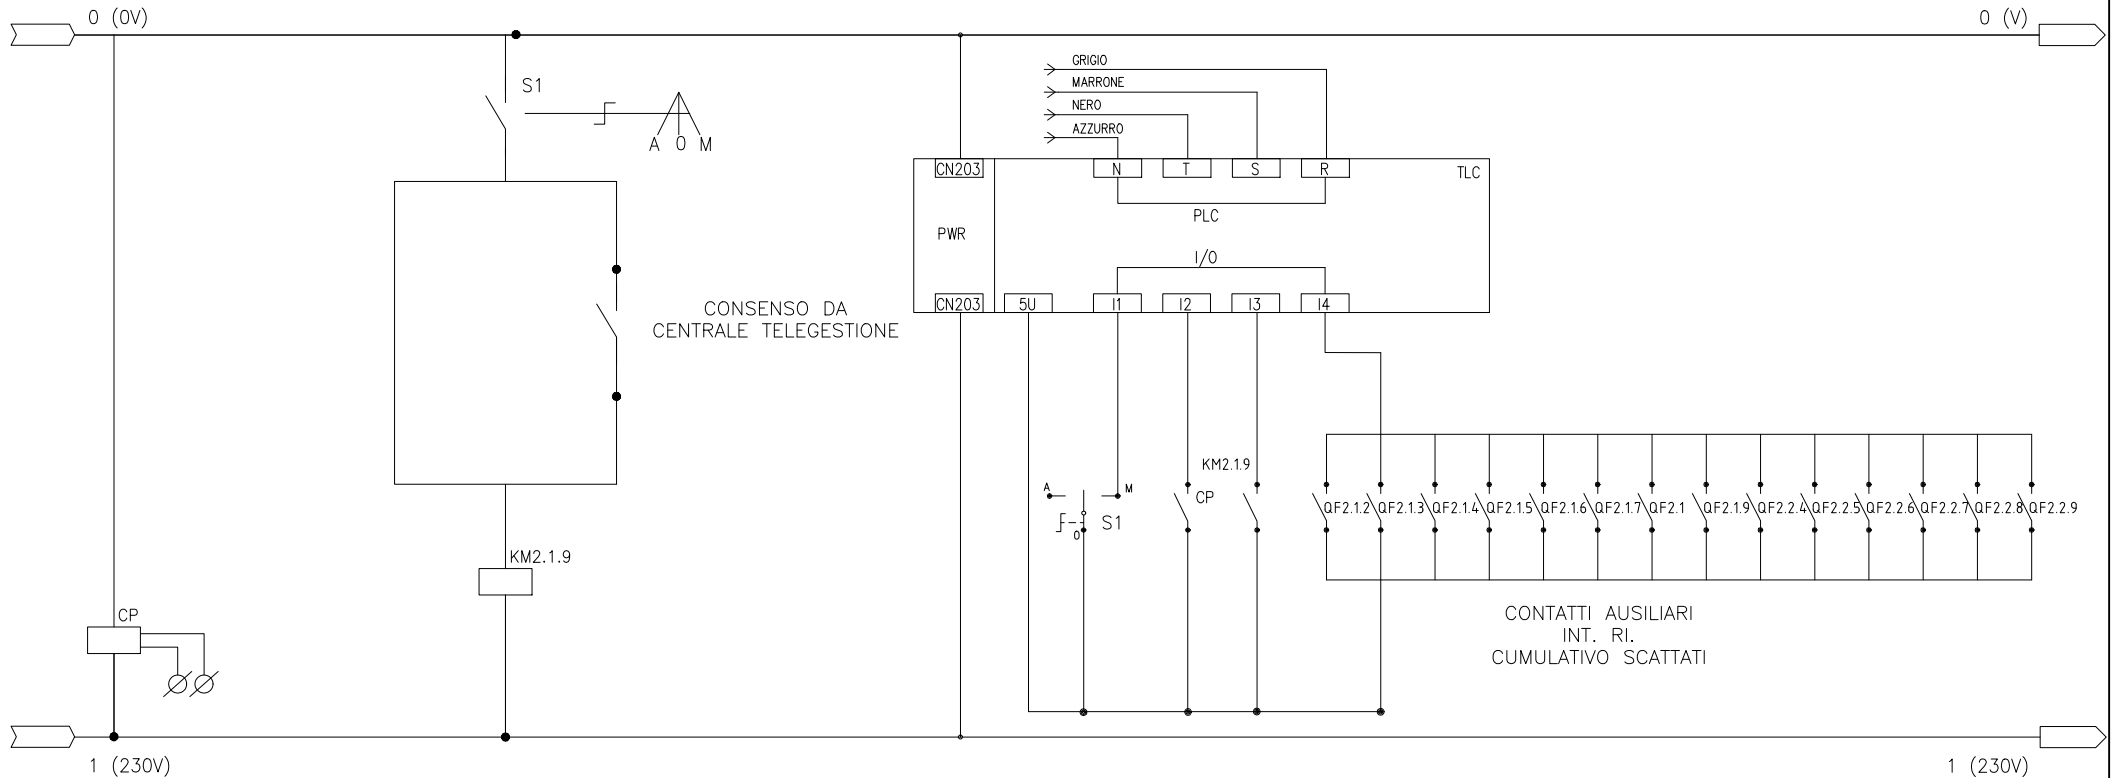 0 (0V)
0 (V)
GRIGIO
MARRONE
NERO
AZZURRO
S1
A 0 M
CN203
N
T
S
R
TLC
PLC
PWR
I/O
CN203
5U
I1
I2
I3
I4
CONSENSO DA
CENTRALE TELEGESTIONE
KM2.1.9
A
M
CP
S1
0
QF2.1.2
QF2.1.3
QF2.1.4
QF2.1.5
QF2.1.6
QF2.1.7
QF2.1
QF2.1.9
QF2.2.4
QF2.2.5
QF2.2.6
QF2.2.7
QF2.2.8
QF2.2.9
KM2.1.9
CP
CONTATTI AUSILIARI
INT. RI.
CUMULATIVO SCATTATI
1 (230V)
1 (230V)